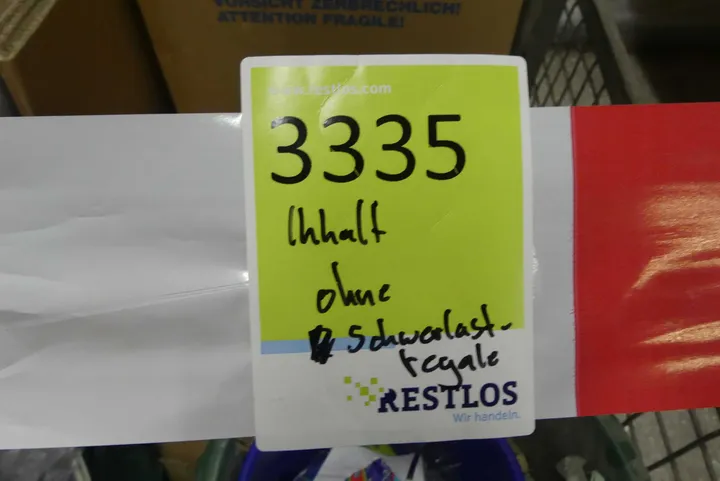 VORSICHT ZERBRECHLICH!
ATTENTION FRAGILE!
www.restlos.com
3335
Inhalt
ohne
Schwerlast-
regale
RESTLOS
Wir handeln.